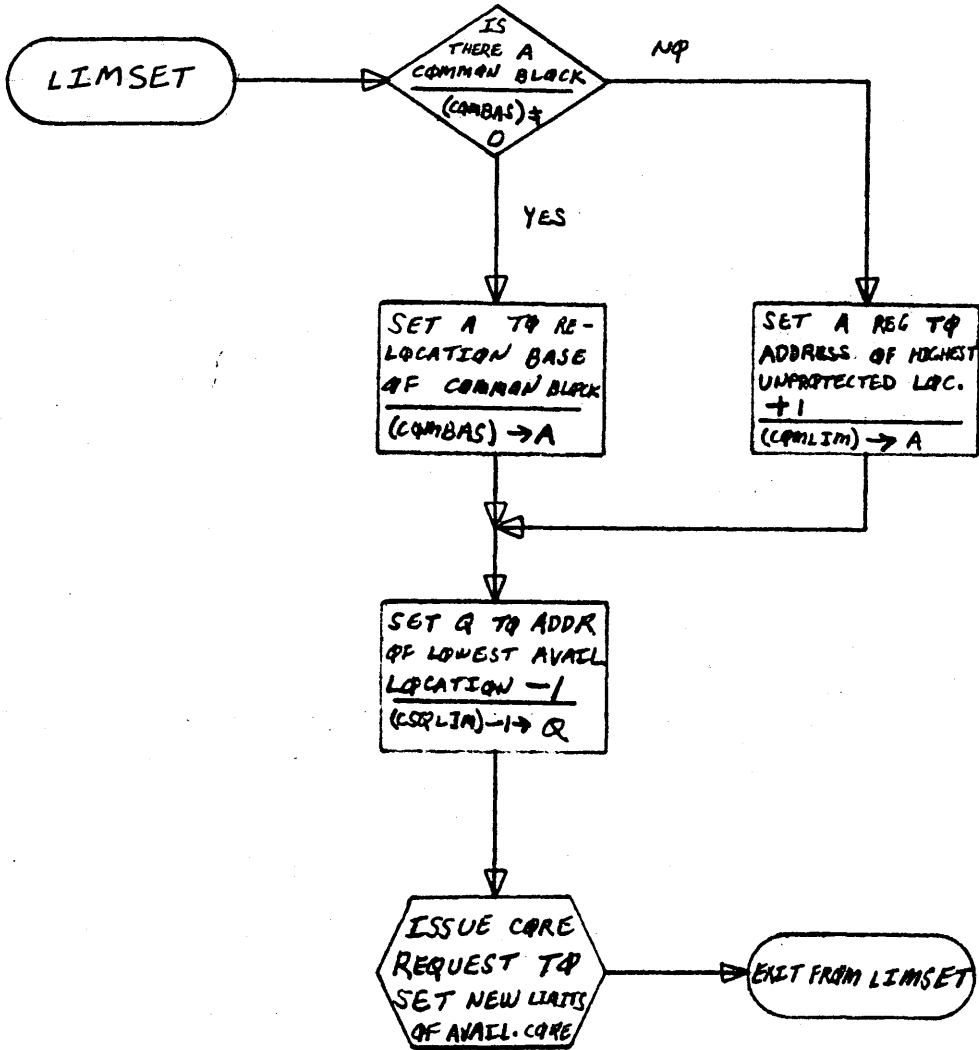 LIMSET
IS
THERE A
COMMON BLOCK
(COMBAS) ≠
0
NO
YES
SET A TO RE-
LOCATION BASE
OF COMMON BLOCK
(COMBAS) → A
SET A REG TO
ADDRESS OF HIGHEST
UNPROTECTED LOC.
+1
(COMLIM) → A
SET Q TO ADDR
OF LOWEST AVAIL
LOCATION -1
(CSQLIM)-1→ Q
ISSUE CORE
REQUEST TO
SET NEW LIMITS
OF AVAIL. CORE
EXIT FROM LIMSET